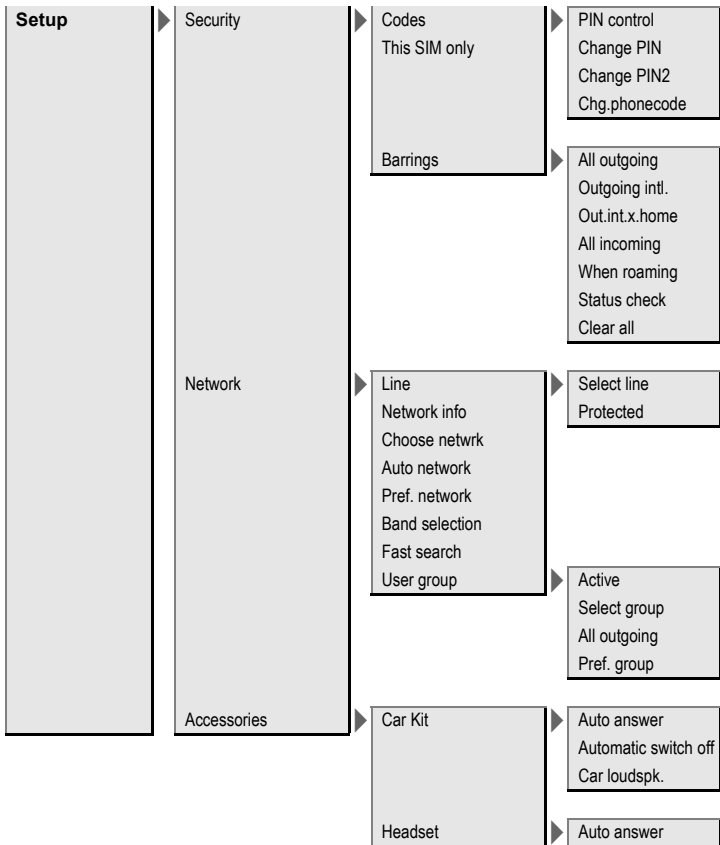 Setup
Security
Codes
PIN control
This SIM only
Change PIN
Change PIN2
Chg.phonecode
Barrings
All outgoing
Outgoing intl.
Out.int.x.home
All incoming
When roaming
Status check
Clear all
Network
Line
Select line
Network info
Protected
Choose netwrk
Auto network
Pref. network
Band selection
Fast search
User group
Active
Select group
All outgoing
Pref. group
Accessories
Car Kit
Auto answer
Automatic switch off
Car loudspk.
Headset
Auto answer